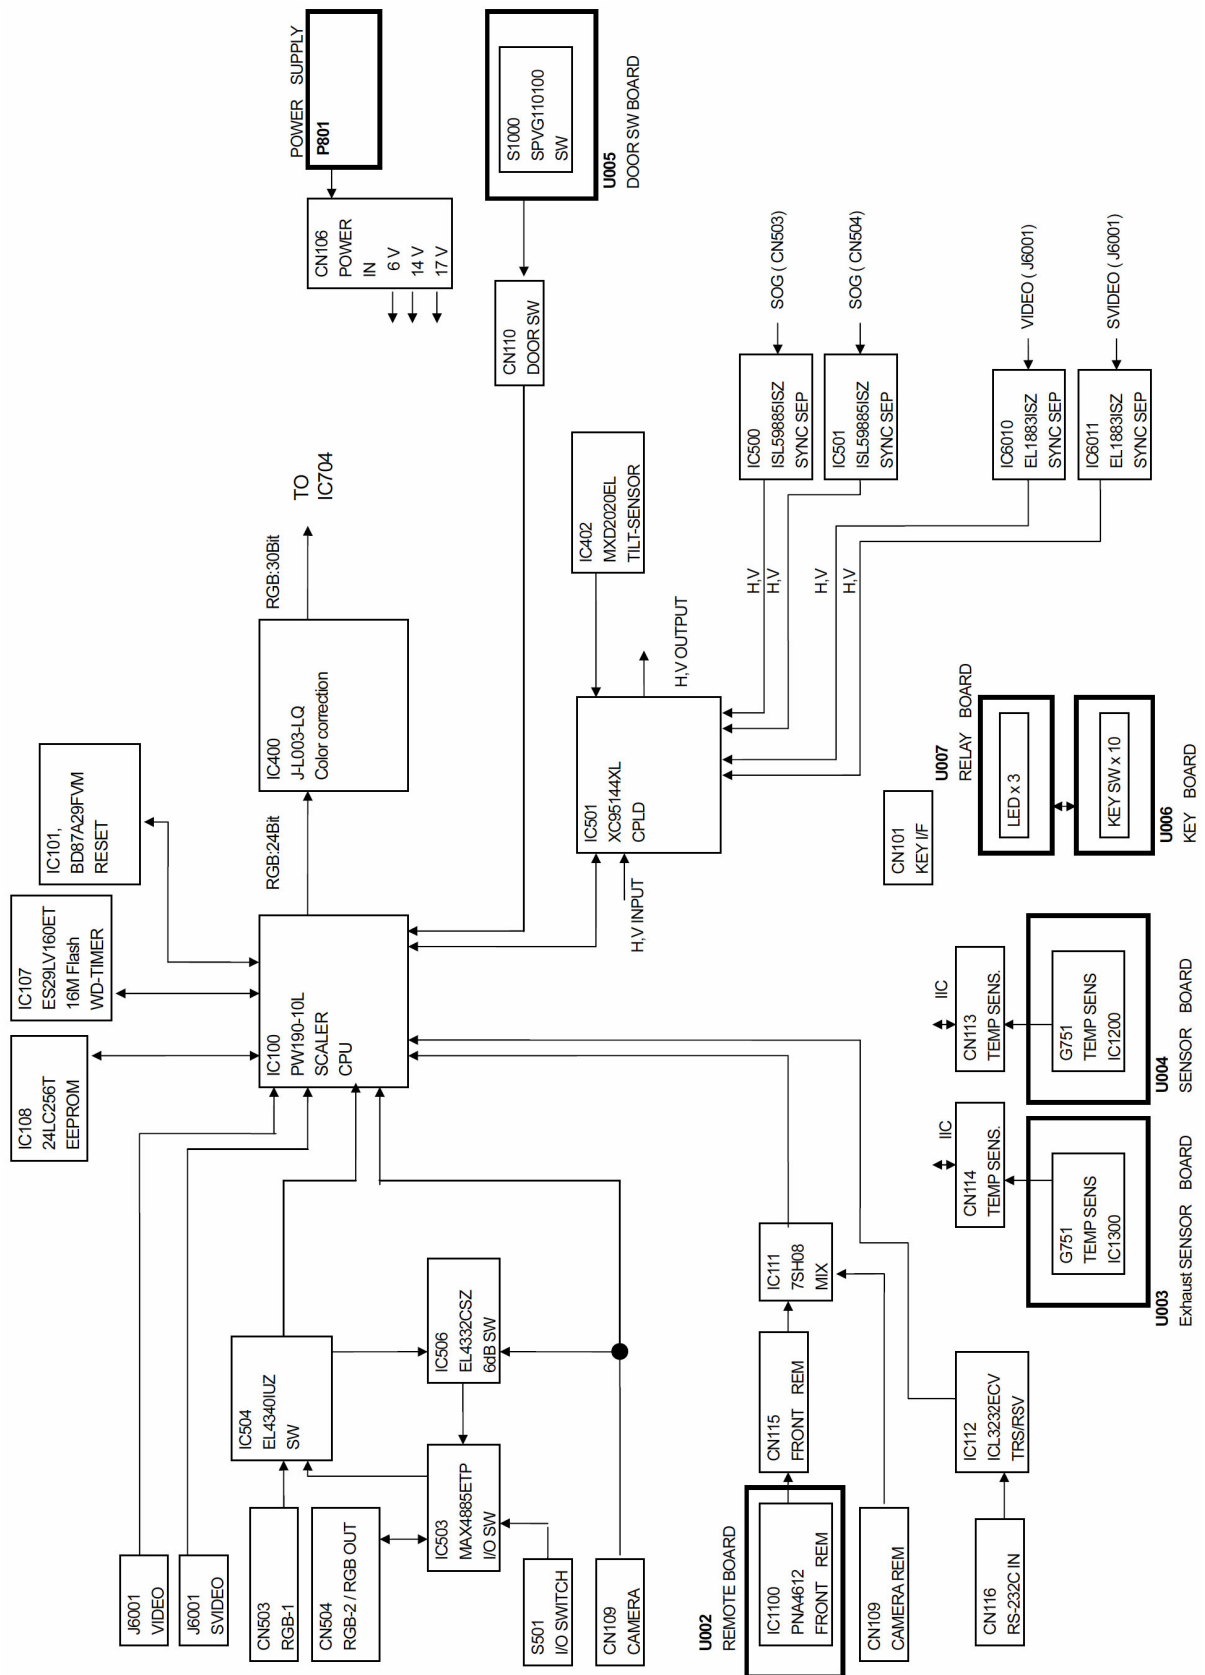 J6001
VIDEO
J6001
SVIDEO
CN503
RGB-1
CN504
RGB-2 / RGB OUT
S501
I/O SWITCH
CN109
CAMERA
U002
REMOTE BOARD
IC1100
PNA4612
FRONT REM
CN109
CAMERA REM
CN116
RS-232C IN
IC504
EL4340IUZ
SW
IC503
MAX4885ETP
I/O SW
IC506
EL4332CSZ
6dB SW
CN115
FRONT REM
IC111
7SH08
MIX
IC112
ICL3232ECV
TRS/RSV
IC108
24LC256T
EEPROM
IC107
ES29LV160ET
16M Flash
WD-TIMER
IC101,
BD87A29FVM
RESET
IC100
PW190-10L
SCALER
CPU
RGB:24Bit
IC400
J-L003-LQ
Color correction
RGB:30Bit
TO
IC704
H,V INPUT
IC501
XC95144XL
CPLD
H,V OUTPUT
IC402
MXD2020EL
TILT-SENSOR
H,V
H,V
H,V
H,V
IC500
ISL59885ISZ
SYNC SEP
IC501
ISL59885ISZ
SYNC SEP
IC6010
EL1883ISZ
SYNC SEP
IC6011
EL1883ISZ
SYNC SEP
SOG ( CN503)
SOG ( CN504)
VIDEO ( J6001)
SVIDEO ( J6001)
CN110
DOOR SW
S1000
SPVG110100
SW
U005
DOOR SW BOARD
POWER SUPPLY
P801
CN106
POWER
IN
6 V
14 V
17 V
IIC
CN114
TEMP SENS.
G751
TEMP SENS
IC1300
U003
Exhaust SENSOR BOARD
IIC
CN113
TEMP SENS.
G751
TEMP SENS
IC1200
U004
SENSOR BOARD
CN101
KEY I/F
U007
RELAY BOARD
LED x 3
KEY SW x 10
U006
KEY BOARD